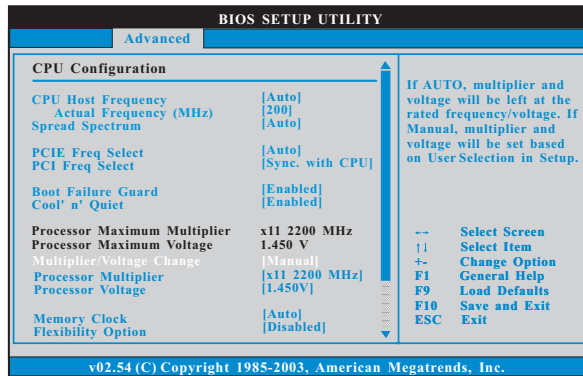 BIOS SETUP UTILITY
Advanced
CPU Configuration
CPU Host Frequency [Auto]
Actual Frequency (MHz) [200]
Spread Spectrum [Auto]
PCIE Freq Select [Auto]
PCI Freq Select [Sync. with CPU]
Boot Failure Guard [Enabled]
Cool' n' Quiet [Enabled]
Processor Maximum Multiplier x11 2200 MHz
Processor Maximum Voltage 1.450 V
Multiplier/Voltage Change [Manual]
Processor Multiplier [x11 2200 MHz]
Processor Voltage [1.450V]
Memory Clock [Auto]
Flexibility Option [Disabled]
If AUTO, multiplier and
voltage will be left at the
rated frequency/voltage. If
Manual, multiplier and
voltage will be set based
on User Selection in Setup.
←→ Select Screen
↑↓ Select Item
+- Change Option
F1 General Help
F9 Load Defaults
F10 Save and Exit
ESC Exit
v02.54 (C) Copyright 1985-2003, American Megatrends, Inc.